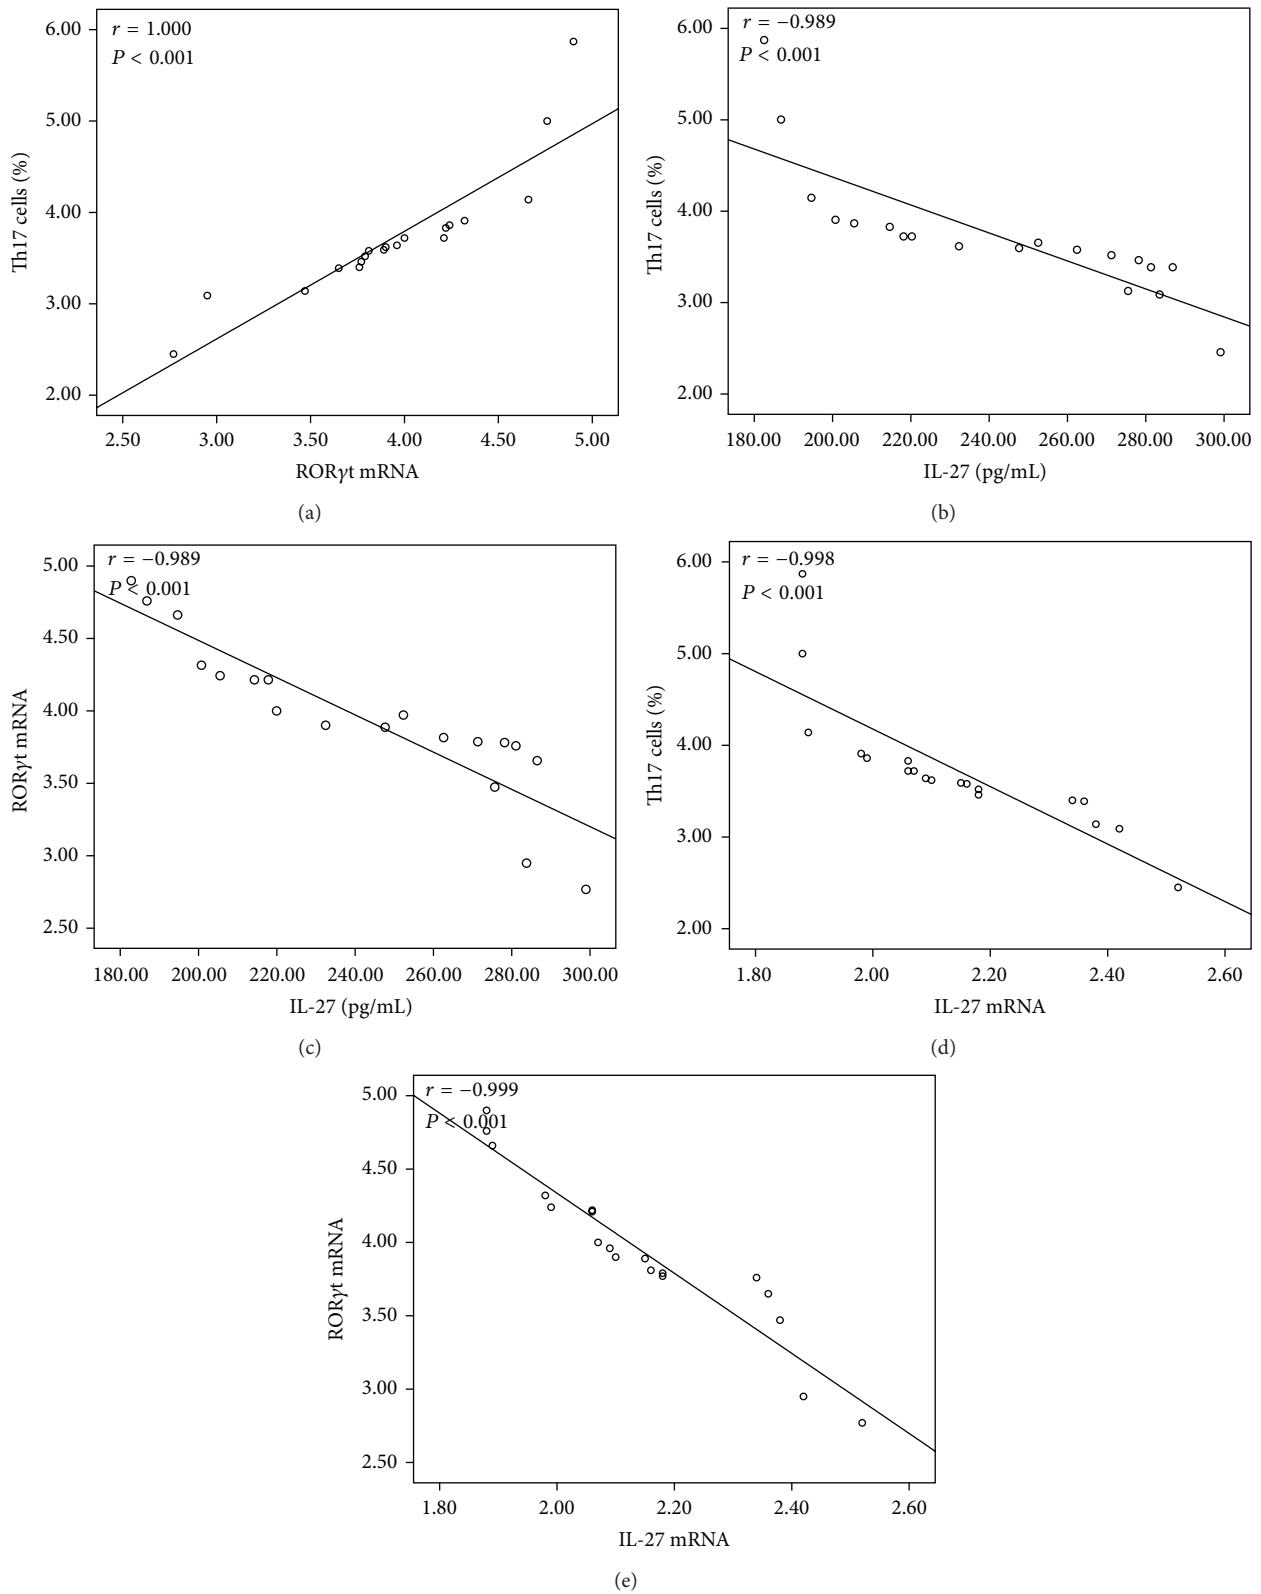 r = 1.000
P < 0.001
6.00
5.00
4.00
3.00
2.00
Th17 cells (%)
2.50 3.00 3.50 4.00 4.50 5.00
RORγt mRNA
(a)
r = −0.989
P < 0.001
6.00
5.00
4.00
3.00
2.00
Th17 cells (%)
180.00 200.00 220.00 240.00 260.00 280.00 300.00
IL-27 (pg/mL)
(b)
r = −0.989
P < 0.001
5.00
4.50
4.00
3.50
3.00
2.50
RORγt mRNA
180.00 200.00 220.00 240.00 260.00 280.00 300.00
IL-27 (pg/mL)
(c)
r = −0.998
P < 0.001
6.00
5.00
4.00
3.00
2.00
Th17 cells (%)
1.80 2.00 2.20 2.40 2.60
IL-27 mRNA
(d)
r = −0.999
P < 0.001
5.00
4.50
4.00
3.50
3.00
2.50
RORγt mRNA
1.80 2.00 2.20 2.40 2.60
IL-27 mRNA
(e)